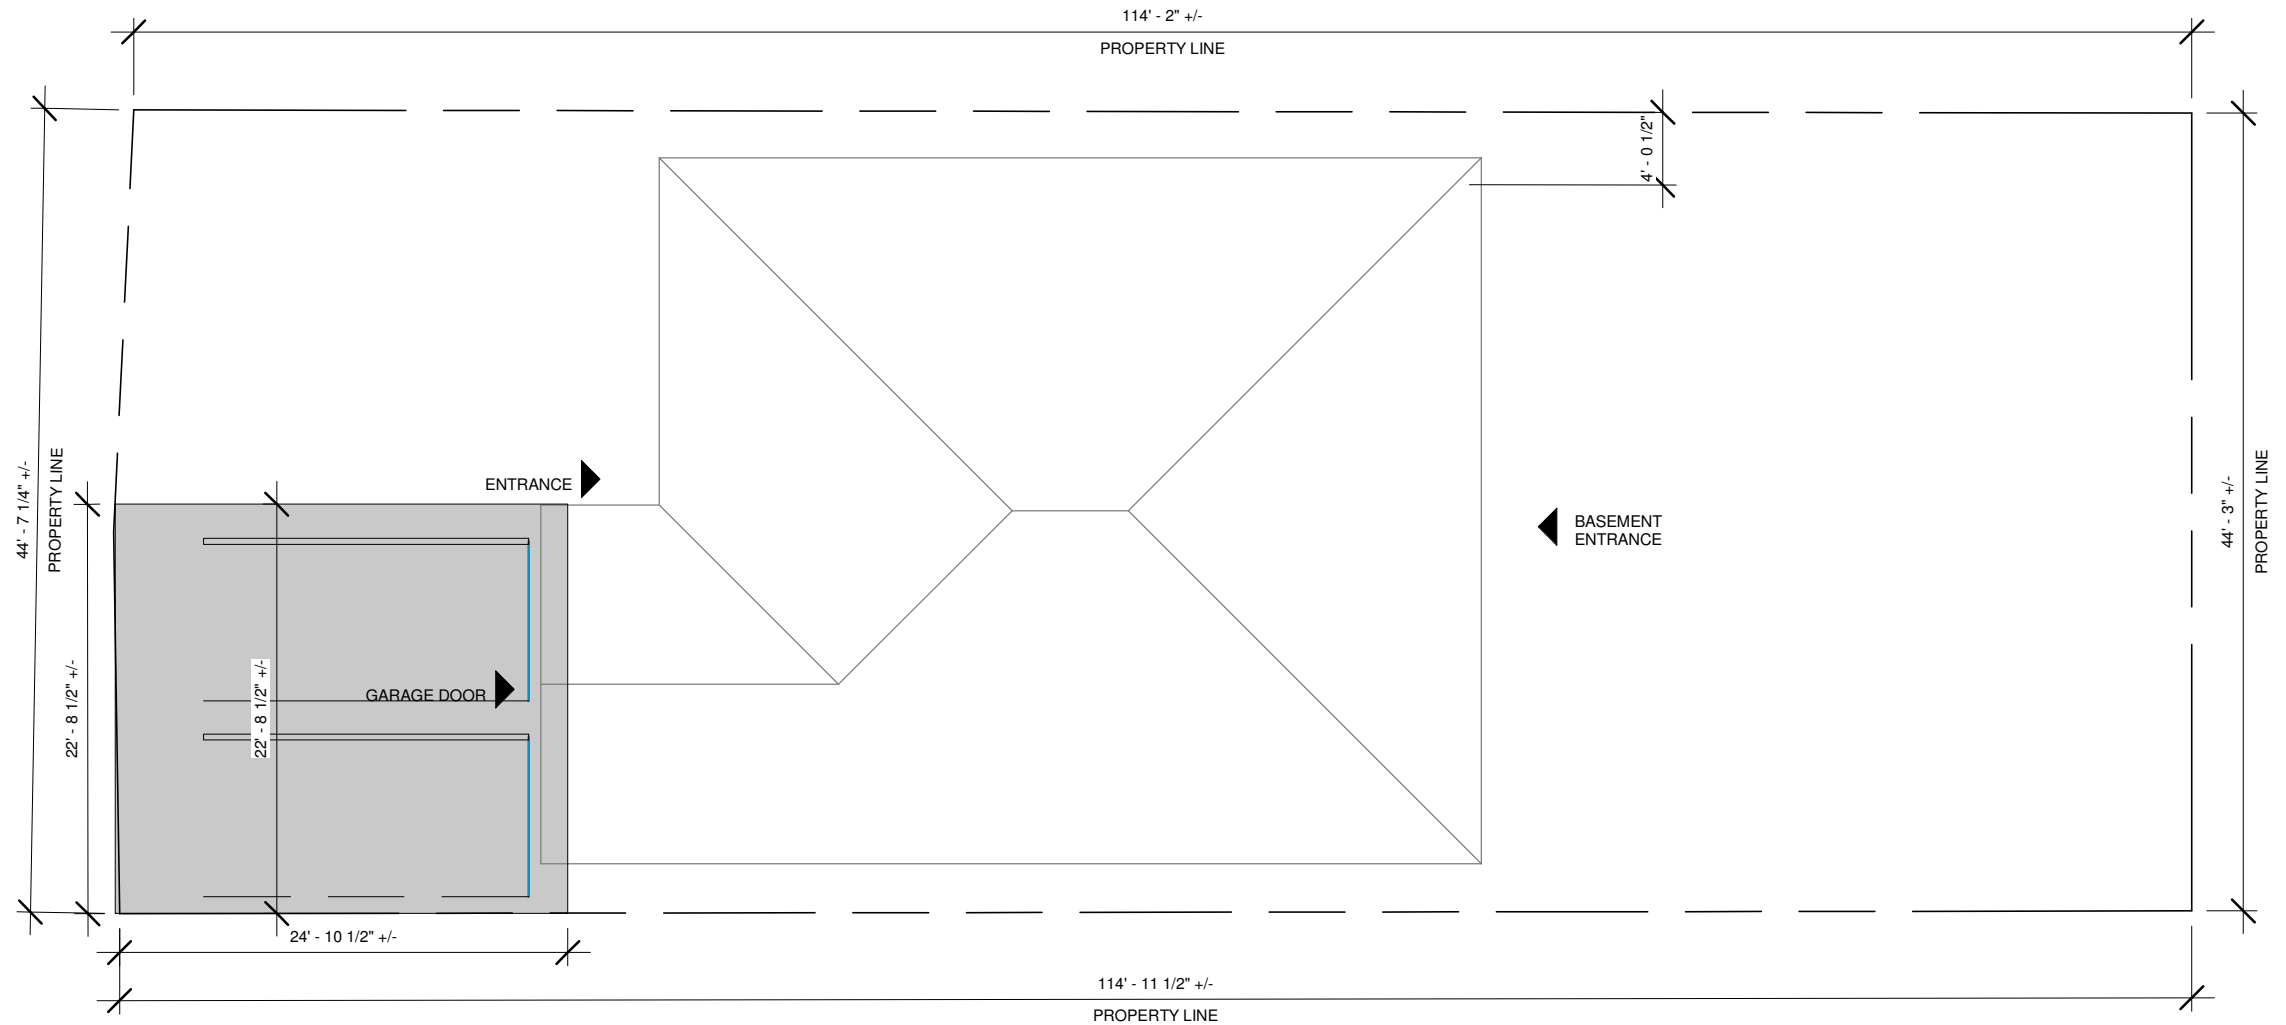 114' - 2" +/-
PROPERTY LINE
4' - 0 1/2"
44' - 7 1/4" +/-
PROPERTY LINE
ENTRANCE
BASEMENT
ENTRANCE
44' - 3" +/-
PROPERTY LINE
22' - 8 1/2" +/-
22' - 8 1/2" +/-
GARAGE DOOR
24' - 10 1/2" +/-
114' - 11 1/2" +/-
PROPERTY LINE